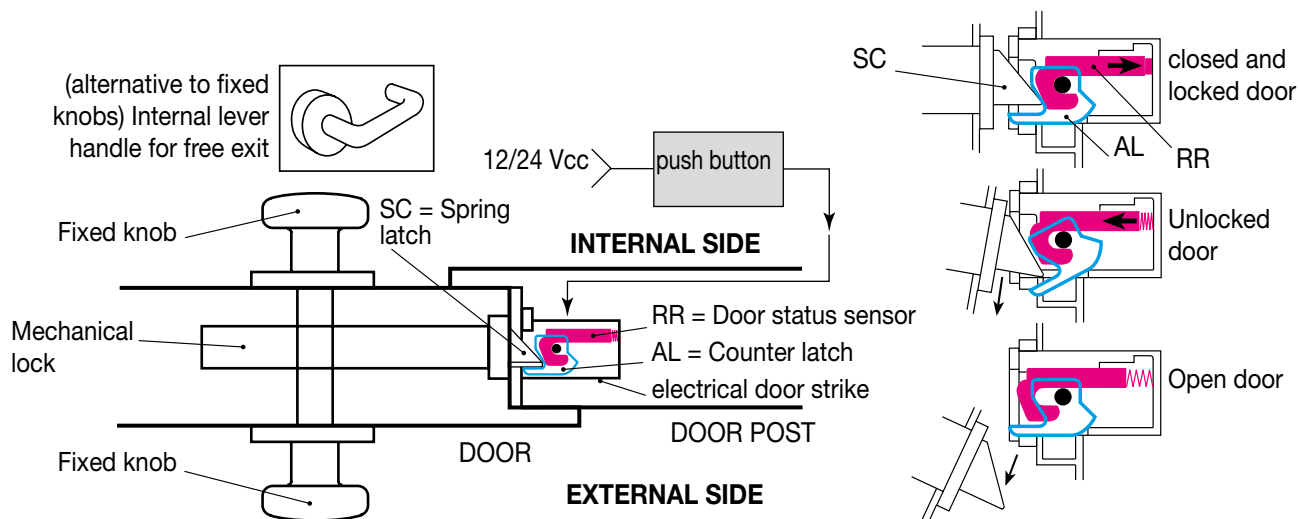 (alternative to fixed
knobs) Internal lever
handle for free exit
12/24 Vcc
push button
Fixed knob
SC = Spring
latch
INTERNAL SIDE
Mechanical
lock
RR = Door status sensor
AL = Counter latch
electrical door strike
DOOR
DOOR POST
Fixed knob
EXTERNAL SIDE
SC
closed and
locked door
AL
RR
Unlocked
door
Open door